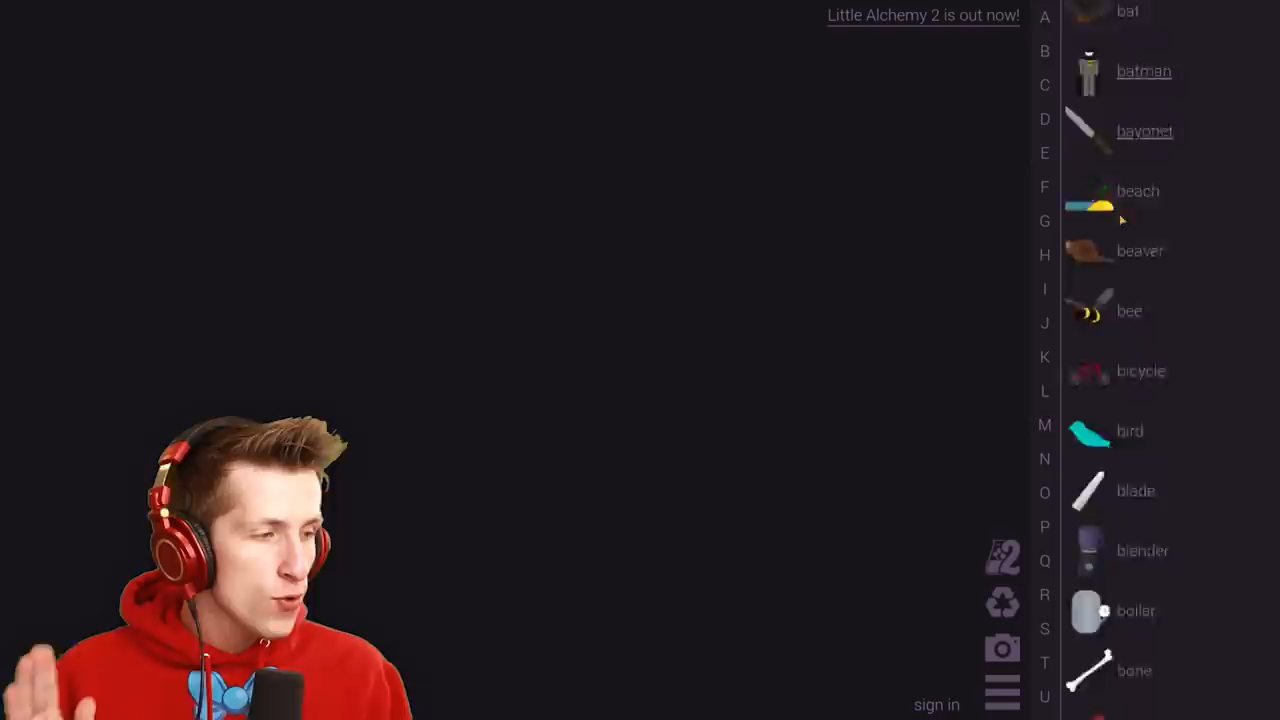 Little Alchemy 2 is out now!
A
B
C
D
E
F
G
H
I
J
K
L
M
N
O
P
Q
R
S
T
U
bat
batman
bayonet
beach
beaver
bee
bicycle
bird
blade
blender
boiler
bone
2
sign in